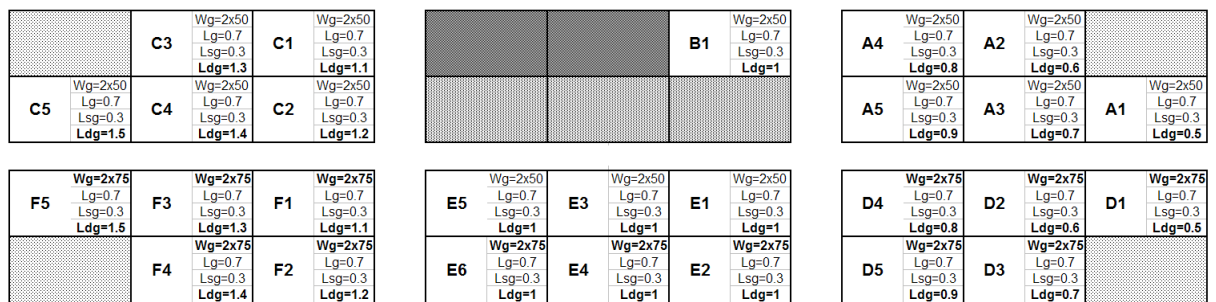 C3 Wg=2x50 Lg=0.7 Lsg=0.3 Ldg=1.3
C1 Wg=2x50 Lg=0.7 Lsg=0.3 Ldg=1.1
C5 Wg=2x50 Lg=0.7 Lsg=0.3 Ldg=1.5
C4 Wg=2x50 Lg=0.7 Lsg=0.3 Ldg=1.4
C2 Wg=2x50 Lg=0.7 Lsg=0.3 Ldg=1.2
B1 Wg=2x50 Lg=0.7 Lsg=0.3 Ldg=1
A4 Wg=2x50 Lg=0.7 Lsg=0.3 Ldg=0.8
A2 Wg=2x50 Lg=0.7 Lsg=0.3 Ldg=0.6
A5 Wg=2x50 Lg=0.7 Lsg=0.3 Ldg=0.9
A3 Wg=2x50 Lg=0.7 Lsg=0.3 Ldg=0.7
A1 Wg=2x50 Lg=0.7 Lsg=0.3 Ldg=0.5
F5 Wg=2x75 Lg=0.7 Lsg=0.3 Ldg=1.5
F3 Wg=2x75 Lg=0.7 Lsg=0.3 Ldg=1.3
F1 Wg=2x75 Lg=0.7 Lsg=0.3 Ldg=1.1
F4 Wg=2x75 Lg=0.7 Lsg=0.3 Ldg=1.4
F2 Wg=2x75 Lg=0.7 Lsg=0.3 Ldg=1.2
E5 Wg=2x50 Lg=0.7 Lsg=0.3 Ldg=1
E3 Wg=2x50 Lg=0.7 Lsg=0.3 Ldg=1
E1 Wg=2x50 Lg=0.7 Lsg=0.3 Ldg=1
E6 Wg=2x75 Lg=0.7 Lsg=0.3 Ldg=1
E4 Wg=2x75 Lg=0.7 Lsg=0.3 Ldg=1
E2 Wg=2x75 Lg=0.7 Lsg=0.3 Ldg=1
D4 Wg=2x75 Lg=0.7 Lsg=0.3 Ldg=0.8
D2 Wg=2x75 Lg=0.7 Lsg=0.3 Ldg=0.6
D1 Wg=2x75 Lg=0.7 Lsg=0.3 Ldg=0.5
D5 Wg=2x75 Lg=0.7 Lsg=0.3 Ldg=0.9
D3 Wg=2x75 Lg=0.7 Lsg=0.3 Ldg=0.7